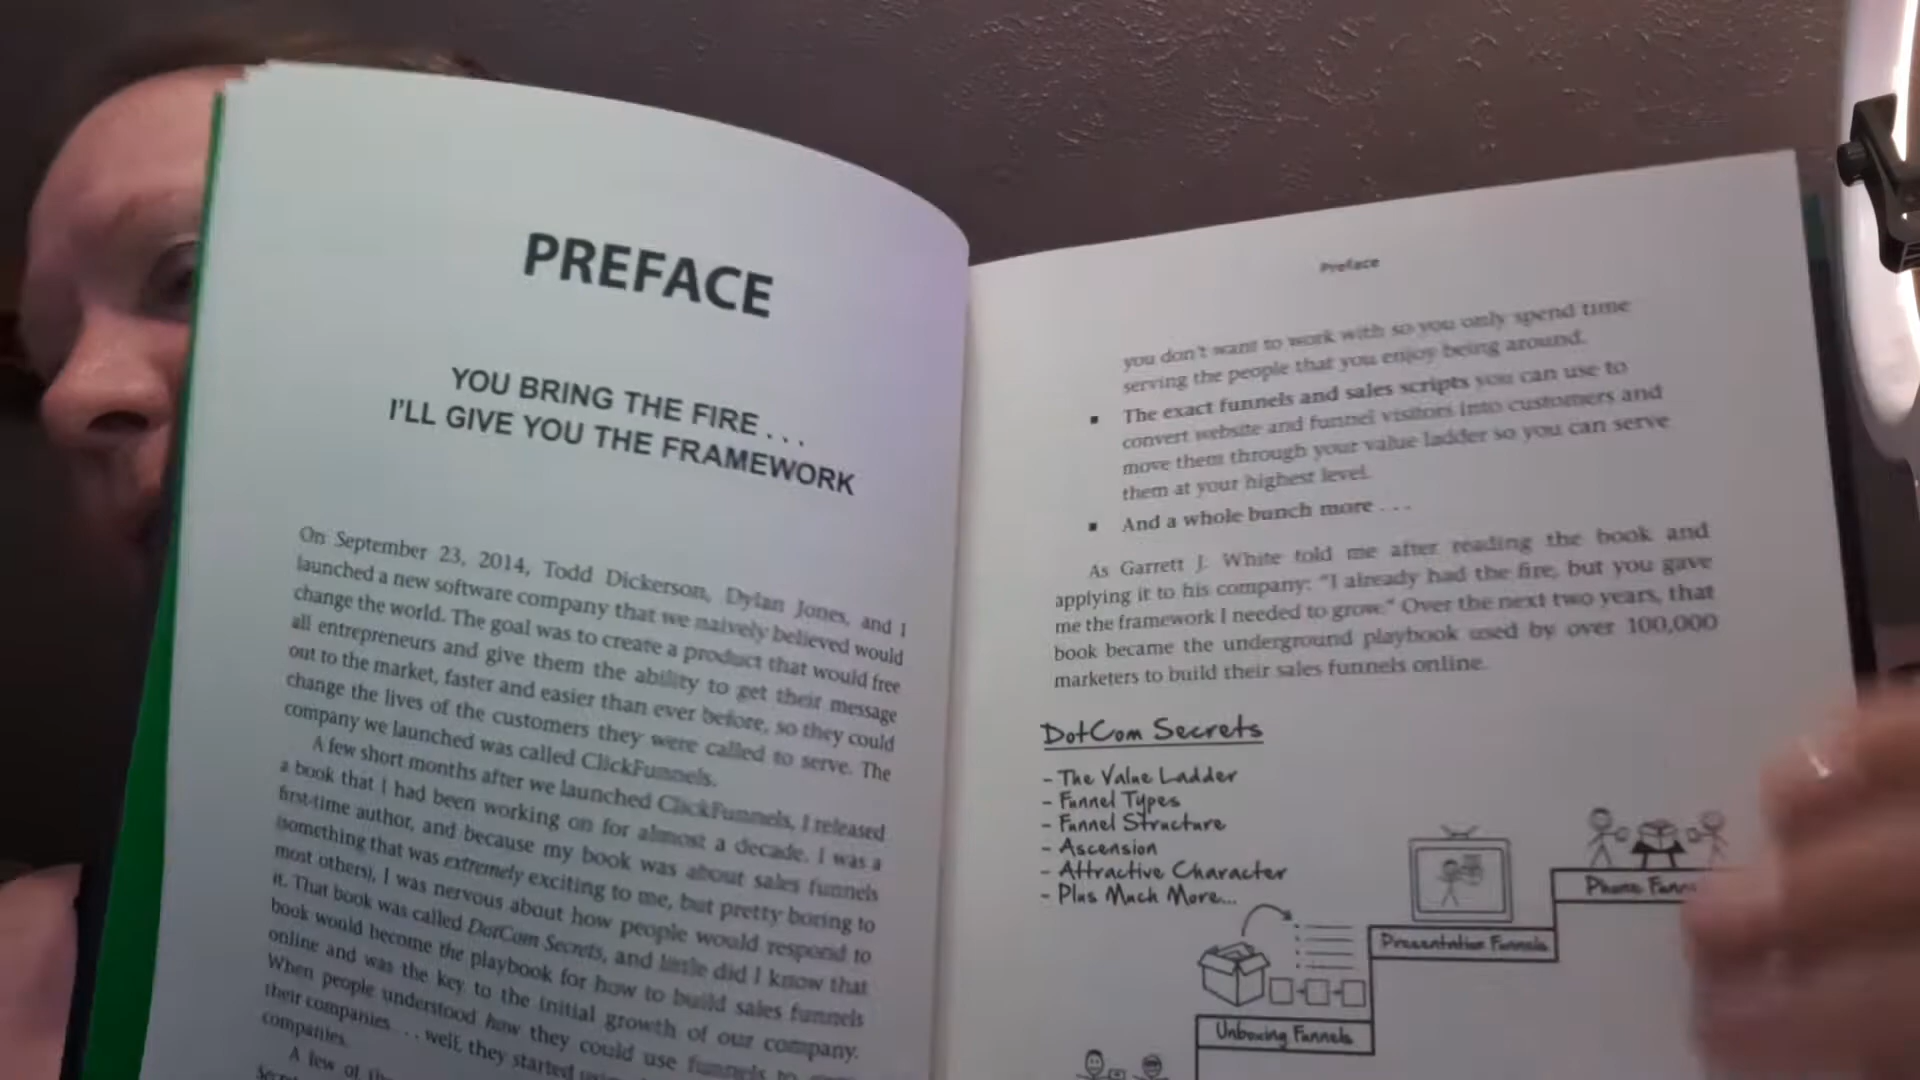 PREFACE
YOU BRING THE FIRE . . .
I'LL GIVE YOU THE FRAMEWORK
On September 23, 2014, Todd Dickerson, Dylan Jones, and I
launched a new software company that we naively believed would
change the world. The goal was to create a product that would free
all entrepreneurs and give them the ability to get their message
out to the market, faster and easier than ever before, so they could
change the lives of the customers they were called to serve. The
company we launched was called ClickFunnels.
A few short months after we launched ClickFunnels, I released
a book that I had been working on for almost a decade. I was a
first-time author, and because my book was about sales funnels
(something that was extremely exciting to me, but pretty boring to
most others), I was nervous about how people would respond to
it. That book was called DotCom Secrets, and little did I know that
book would become the playbook for how to build sales funnels
online and was the key to the initial growth of our company.
When people understood how they could use funnels to
their companies . . . well, they started
companies.
A few of
Preface
you don't want to work with so you only spend time
serving the people that you enjoy being around.
▪ The exact funnels and sales scripts you can use to
convert website and funnel visitors into customers and
move them through your value ladder so you can serve
them at your highest level.
▪ And a whole bunch more . . .
As Garrett J. White told me after reading the book and
applying it to his company: "I already had the fire, but you gave
me the framework I needed to grow." Over the next two years, that
book became the underground playbook used by over 100,000
marketers to build their sales funnels online.
DotCom Secrets
- The Value Ladder
- Funnel Types
- Funnel Structure
- Ascension
- Attractive Character
- Plus Much More...
Phone
Presentation Funnels
Unboxing Funnels